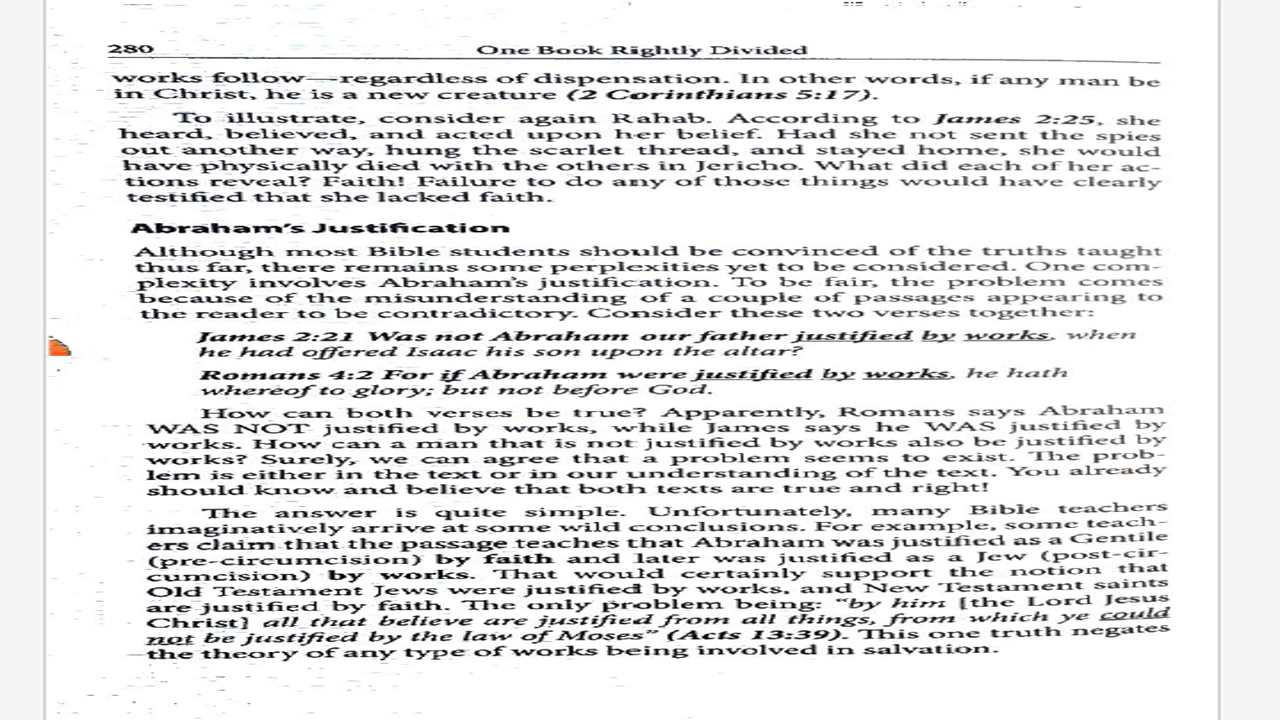 280 One Book Rightly Divided
works follow—regardless of dispensation. In other words, if any man be
in Christ, he is a new creature (2 Corinthians 5:17).
To illustrate, consider again Rahab. According to James 2:25, she
heard, believed, and acted upon her belief. Had she not sent the spies
out another way, hung the scarlet thread, and stayed home, she would
have physically died with the others in Jericho. What did each of her ac-
tions reveal? Faith! Failure to do any of those things would have clearly
testified that she lacked faith.
Abraham's Justification
Although most Bible students should be convinced of the truths taught
thus far, there remains some perplexities yet to be considered. One com-
plexity involves Abraham's justification. To be fair, the problem comes
because of the misunderstanding of a couple of passages appearing to
the reader to be contradictory. Consider these two verses together:
James 2:21 Was not Abraham our father justified by works, when
he had offered Isaac his son upon the altar?
Romans 4:2 For if Abraham were justified by works, he hath
whereof to glory; but not before God.
How can both verses be true? Apparently, Romans says Abraham
WAS NOT justified by works, while James says he WAS justified by
works. How can a man that is not justified by works also be justified by
works? Surely, we can agree that a problem seems to exist. The prob-
lem is either in the text or in our understanding of the text. You already
should know and believe that both texts are true and right!
The answer is quite simple. Unfortunately, many Bible teachers
imaginatively arrive at some wild conclusions. For example, some teach-
ers claim that the passage teaches that Abraham was justified as a Gentile
(pre-circumcision) by faith and later was justified as a Jew (post-cir-
cumcision) by works. That would certainly support the notion that
Old Testament Jews were justified by works, and New Testament saints
are justified by faith. The only problem being: "by him [the Lord Jesus
Christ] all that believe are justified from all things, from which ye could
not be justified by the law of Moses" (Acts 13:39). This one truth negates
the theory of any type of works being involved in salvation.